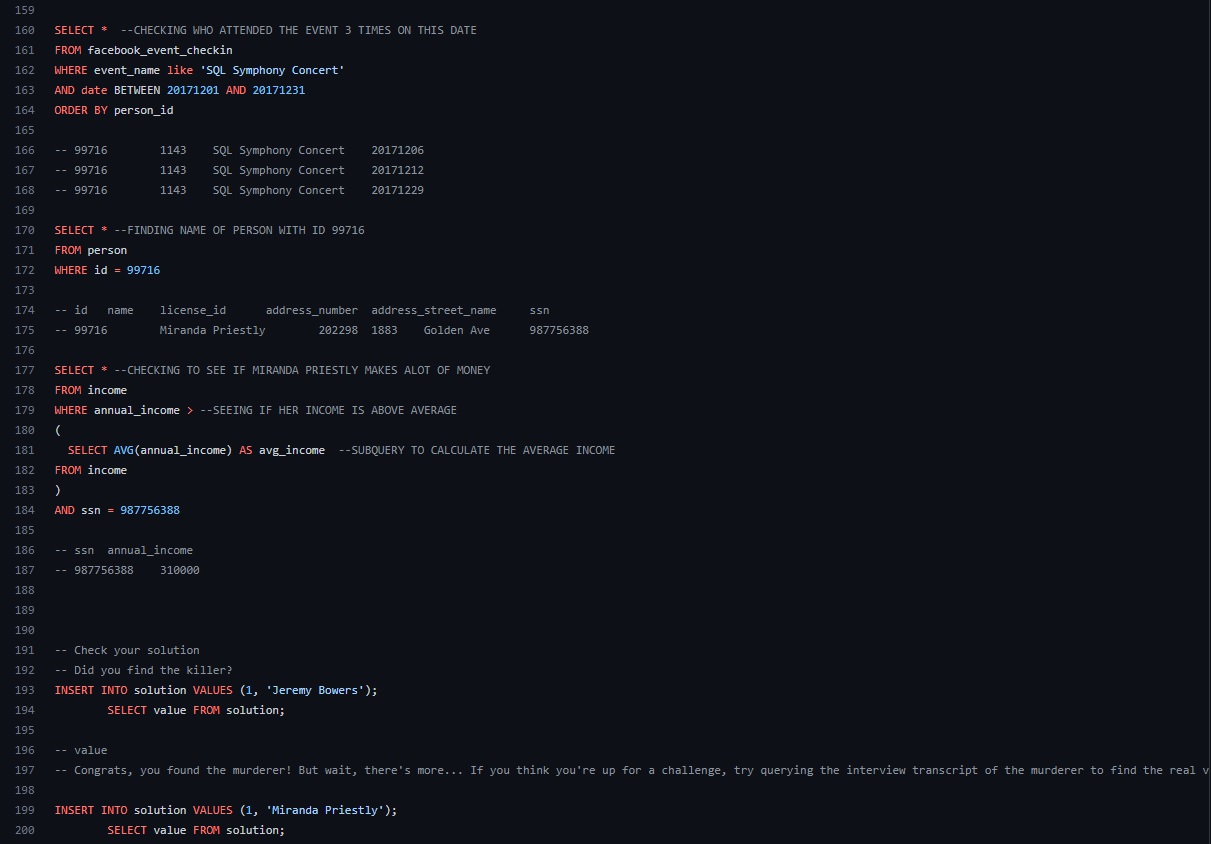 159
160 SELECT *  --CHECKING WHO ATTENDED THE EVENT 3 TIMES ON THIS DATE
161 FROM facebook_event_checkin
162 WHERE event_name like 'SQL Symphony Concert'
163 AND date BETWEEN 20171201 AND 20171231
164 ORDER BY person_id
165
166 -- 99716        1143    SQL Symphony Concert    20171206
167 -- 99716        1143    SQL Symphony Concert    20171212
168 -- 99716        1143    SQL Symphony Concert    20171229
169
170 SELECT * --FINDING NAME OF PERSON WITH ID 99716
171 FROM person
172 WHERE id = 99716
173
174 -- id   name    license_id      address_number  address_street_name     ssn
175 -- 99716        Miranda Priestly        202298  1883    Golden Ave      987756388
176
177 SELECT * --CHECKING TO SEE IF MIRANDA PRIESTLY MAKES ALOT OF MONEY
178 FROM income
179 WHERE annual_income > --SEEING IF HER INCOME IS ABOVE AVERAGE
180 (
181   SELECT AVG(annual_income) AS avg_income  --SUBQUERY TO CALCULATE THE AVERAGE INCOME
182 FROM income
183 )
184 AND ssn = 987756388
185
186 -- ssn  annual_income
187 -- 987756388    310000
188
189
190
191 -- Check your solution
192 -- Did you find the killer?
193 INSERT INTO solution VALUES (1, 'Jeremy Bowers');
194         SELECT value FROM solution;
195
196 -- value
197 -- Congrats, you found the murderer! But wait, there's more... If you think you're up for a challenge, try querying the interview transcript of the murderer to find the real v
198
199 INSERT INTO solution VALUES (1, 'Miranda Priestly');
200         SELECT value FROM solution;